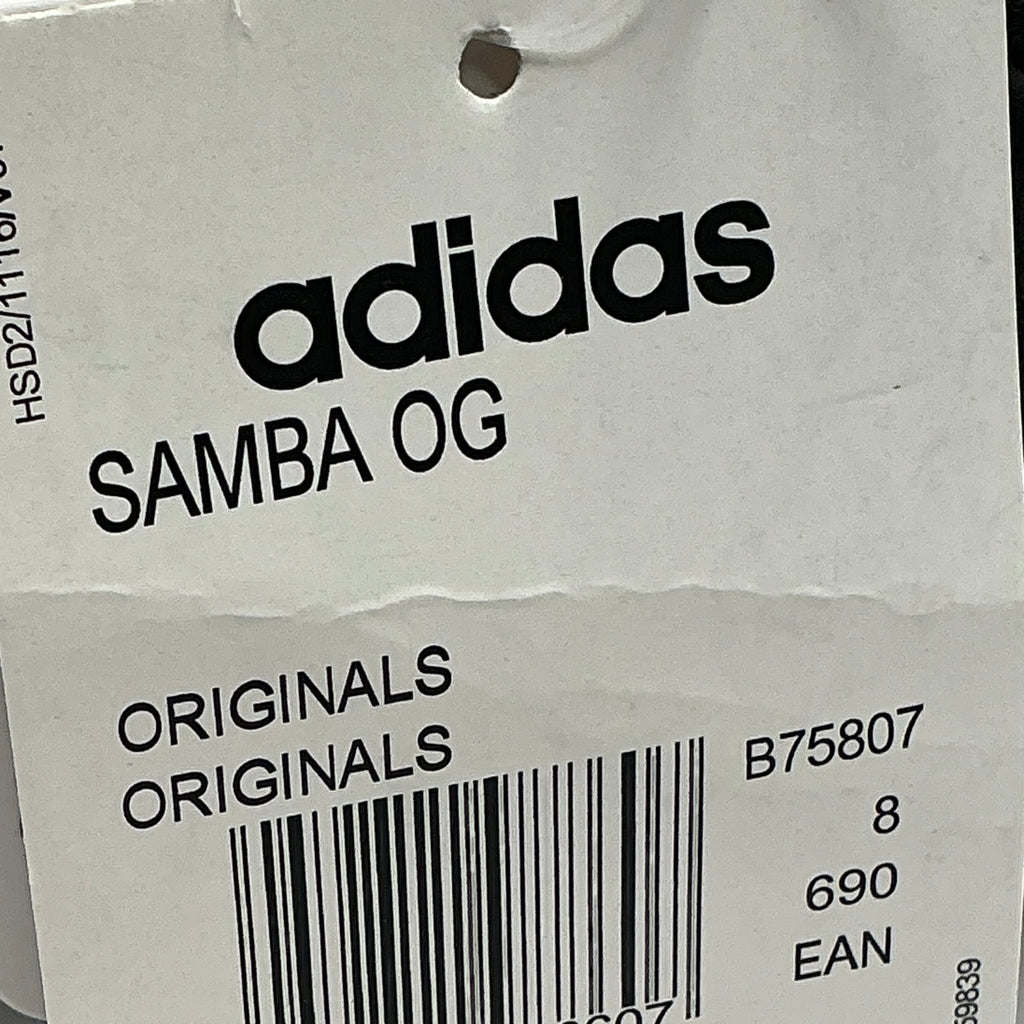 adidas
SAMBA OG
ORIGINALS
ORIGINALS
B75807
8
690
EAN